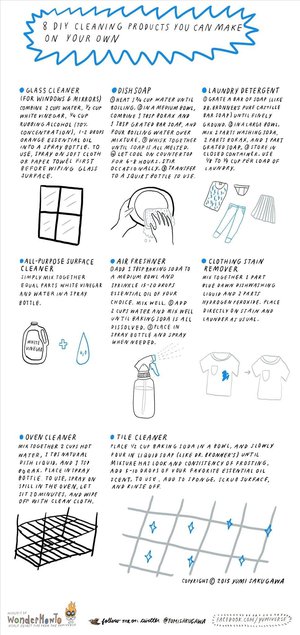 8 DIY CLEANING PRODUCTS YOU CAN MAKE
ON YOUR OWN
GLASS CLEANER
(FOR WINDOWS & MIRRORS)
COMBINE 2 CUPS WATER, 1/2 CUP
WHITE VINEGAR, 1/4 CUP
RUBBING ALCOHOL (70%
CONCENTRATION), 1-2 DROPS
ORANGE ESSENTIAL OIL
INTO A SPRAY BOTTLE. TO
USE, SPRAY ON SOFT CLOTH
OR PAPER TOWEL FIRST
BEFORE WIPING GLASS
SURFACE.
DISH SOAP
① HEAT 1 3/4 CUP WATER UNTIL
BOILING. ② IN A MEDIUM BOWL,
COMBINE 1 TBSP BORAX AND
1 TBSP GRATED BAR SOAP, AND
POUR BOILING WATER OVER
MIXTURE. ③ WHISK TOGETHER
UNTIL SOAP IS ALL MELTED.
④ LET COOL ON COUNTERTOP
FOR 6-8 HOURS. STIR
OCCASIONALLY. ⑤ TRANSFER
TO A SQUIRT BOTTLE TO USE.
LAUNDRY DETERGENT
① GRATE A BAR OF SOAP (LIKE
DR. BRONNERS PURE CASTILE
BAR SOAP) UNTIL FINELY
GROUND. ② IN A LARGE BOWL,
MIX 2 PARTS WASHING SODA,
2 PARTS BORAX, AND 1 PART
GRATED SOAP. ③ STORE IN
CLOSED CONTAINER. USE
1/8 TO 1/4 CUP PER LOAD OF
LAUNDRY.
ALL-PURPOSE SURFACE
CLEANER
SIMPLY MIX TOGETHER
EQUAL PARTS WHITE VINEGAR
AND WATER IN A SPRAY
BOTTLE.
WHITE
VINEGAR
+
H₂O
AIR FRESHNER
① ADD 1 TBSP BAKING SODA TO
A MEDIUM BOWL AND
SPRINKLE 15-20 DROPS
ESSENTIAL OIL OF YOUR
CHOICE. MIX WELL. ② ADD
2 CUPS WATER AND MIX WELL
UNTIL BAKING SODA IS ALL
DISSOLVED. ③ PLACE IN
SPRAY BOTTLE AND SPRAY
WHEN NEEDED.
CLOTHING STAIN
REMOVER
MIX TOGETHER 1 PART
BLUE DAWN DISHWASHING
LIQUID AND 2 PARTS
HYDROGEN PEROXIDE. PLACE
DIRECTLY ON STAIN AND
LAUNDER AS USUAL.
OVEN CLEANER
MIX TOGETHER 2 CUPS HOT
WATER, 1 TBS NATURAL
DISH LIQUID, AND 1 TSP
BORAX. PLACE IN SPRAY
BOTTLE. TO USE, SPRAY ON
SPILL IN THE OVEN, LET
SIT 20 MINUTES, AND WIPE
OFF WITH CLEAN CLOTH.
TILE CLEANER
PLACE 1/2 CUP BAKING SODA IN A BOWL, AND SLOWLY
POUR IN LIQUID SOAP (LIKE DR. BRONNER'S) UNTIL
MIXTURE HAS LOOK AND CONSISTENCY OF FROSTING.
ADD 5-10 DROPS OF YOUR FAVORITE ESSENTIAL OIL
SCENT. TO USE, ADD TO SPONGE, SCRUB SURFACE,
AND RINSE OFF.
COPYRIGHT © 2015 YUMI SAKUGAWA
WonderHowTo
follow me on twitter @YUMISAKUGAWA
FACEBOOK.COM/YUMIVERSE